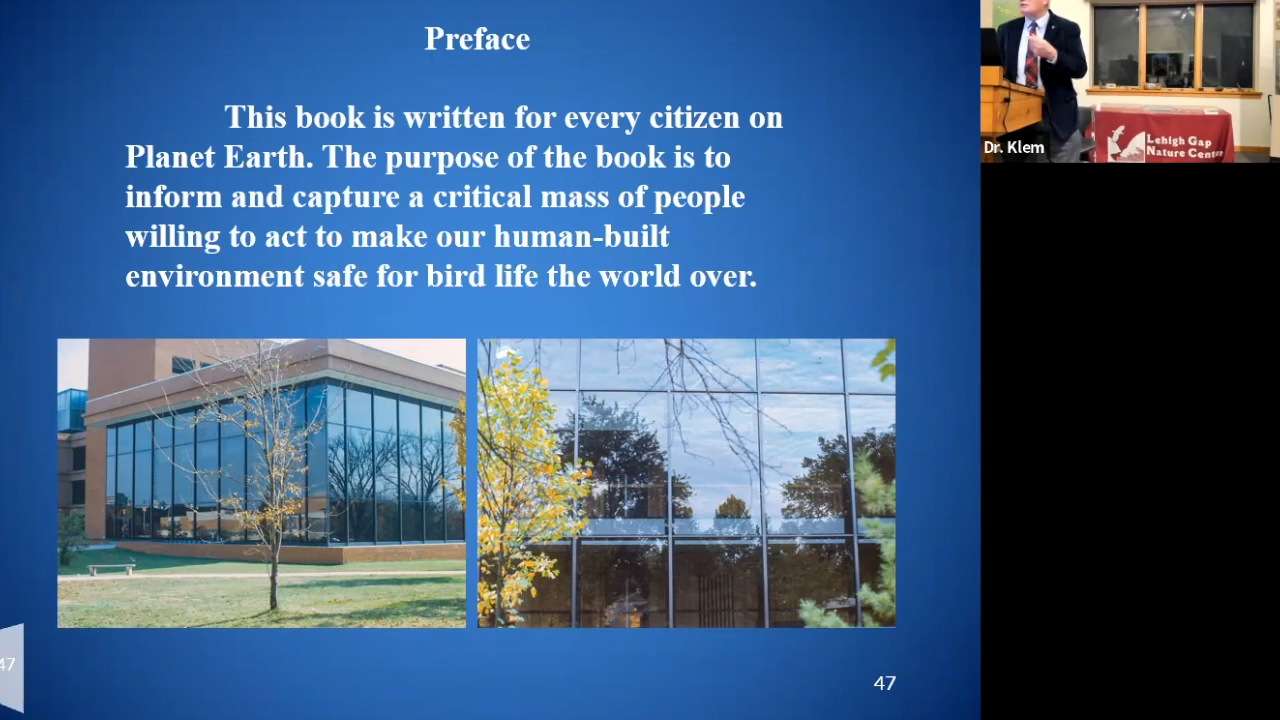 Preface
This book is written for every citizen on
Planet Earth. The purpose of the book is to
inform and capture a critical mass of people
willing to act to make our human-built
environment safe for bird life the world over.
47
47
Dr. Klem
Lehigh Gap
Nature Center